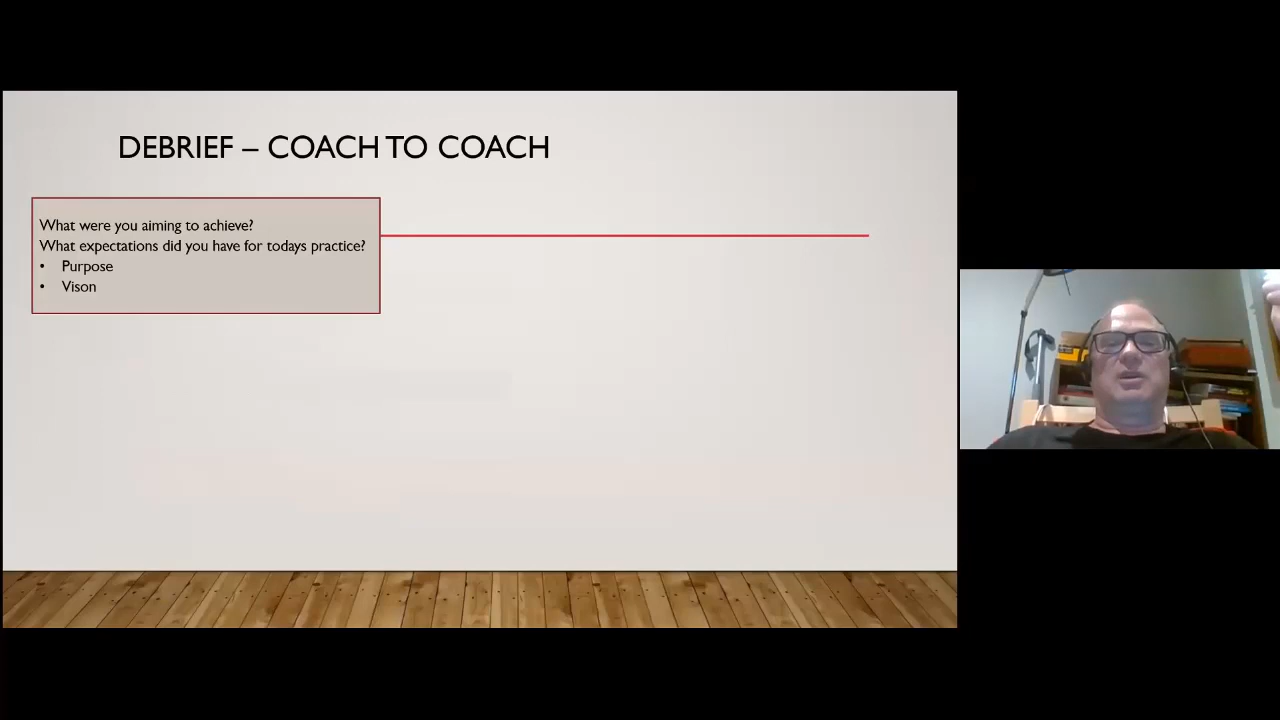 DEBRIEF – COACH TO COACH
What were you aiming to achieve?
What expectations did you have for todays practice?
• Purpose
• Vison